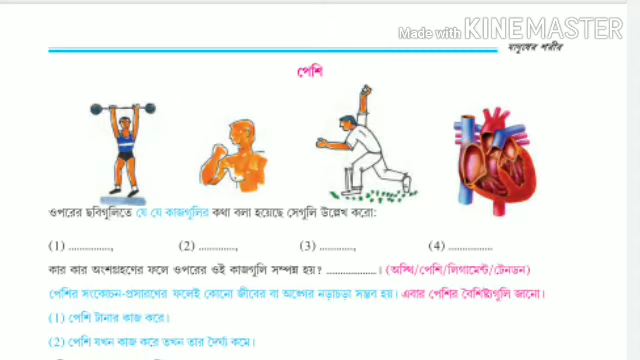 Made with KINEMASTER
মানুষের শরীর
পেশি
ওপরের ছবিগুলিতে যে যে কাজগুলির কথা বলা হয়েছে সেগুলি উল্লেখ করো:
(1) ..............., (2) ............., (3) ............, (4) ...............
কার কার অংশগ্রহণের ফলে ওপরের ওই কাজগুলি সম্পন্ন হয়? ..................। (অস্থি/পেশি/লিগামেন্ট/টেনডন)
পেশির সংকোচন-প্রসারণের ফলেই কোনো জীবের বা অঙ্গের নড়াচড়া সম্ভব হয়। এবার পেশির বৈশিষ্ট্যগুলি জানো।
(1) পেশি টানার কাজ করে।
(2) পেশি যখন কাজ করে তখন তার দৈর্ঘ্য কমে।